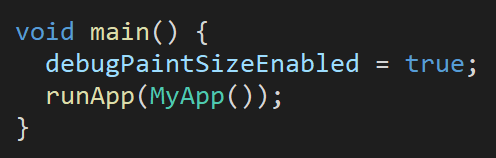 void main() {
  debugPaintSizeEnabled = true;
  runApp(MyApp());
}